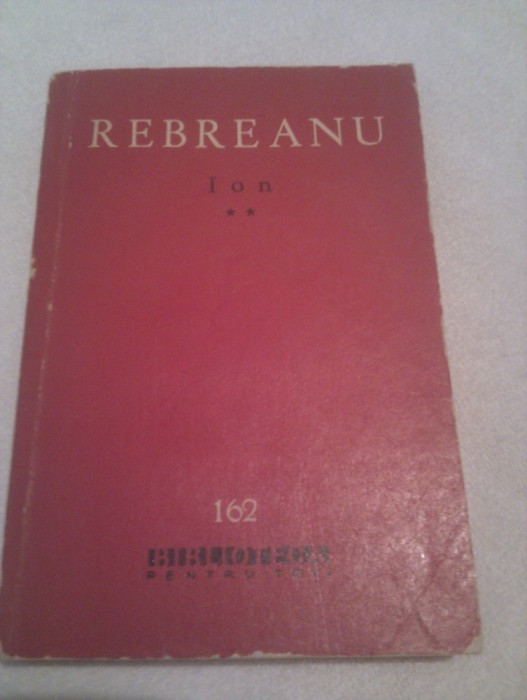 REBREANU
Ion
★ ★
162
BIBLIOTECA
PENTRU TOȚI